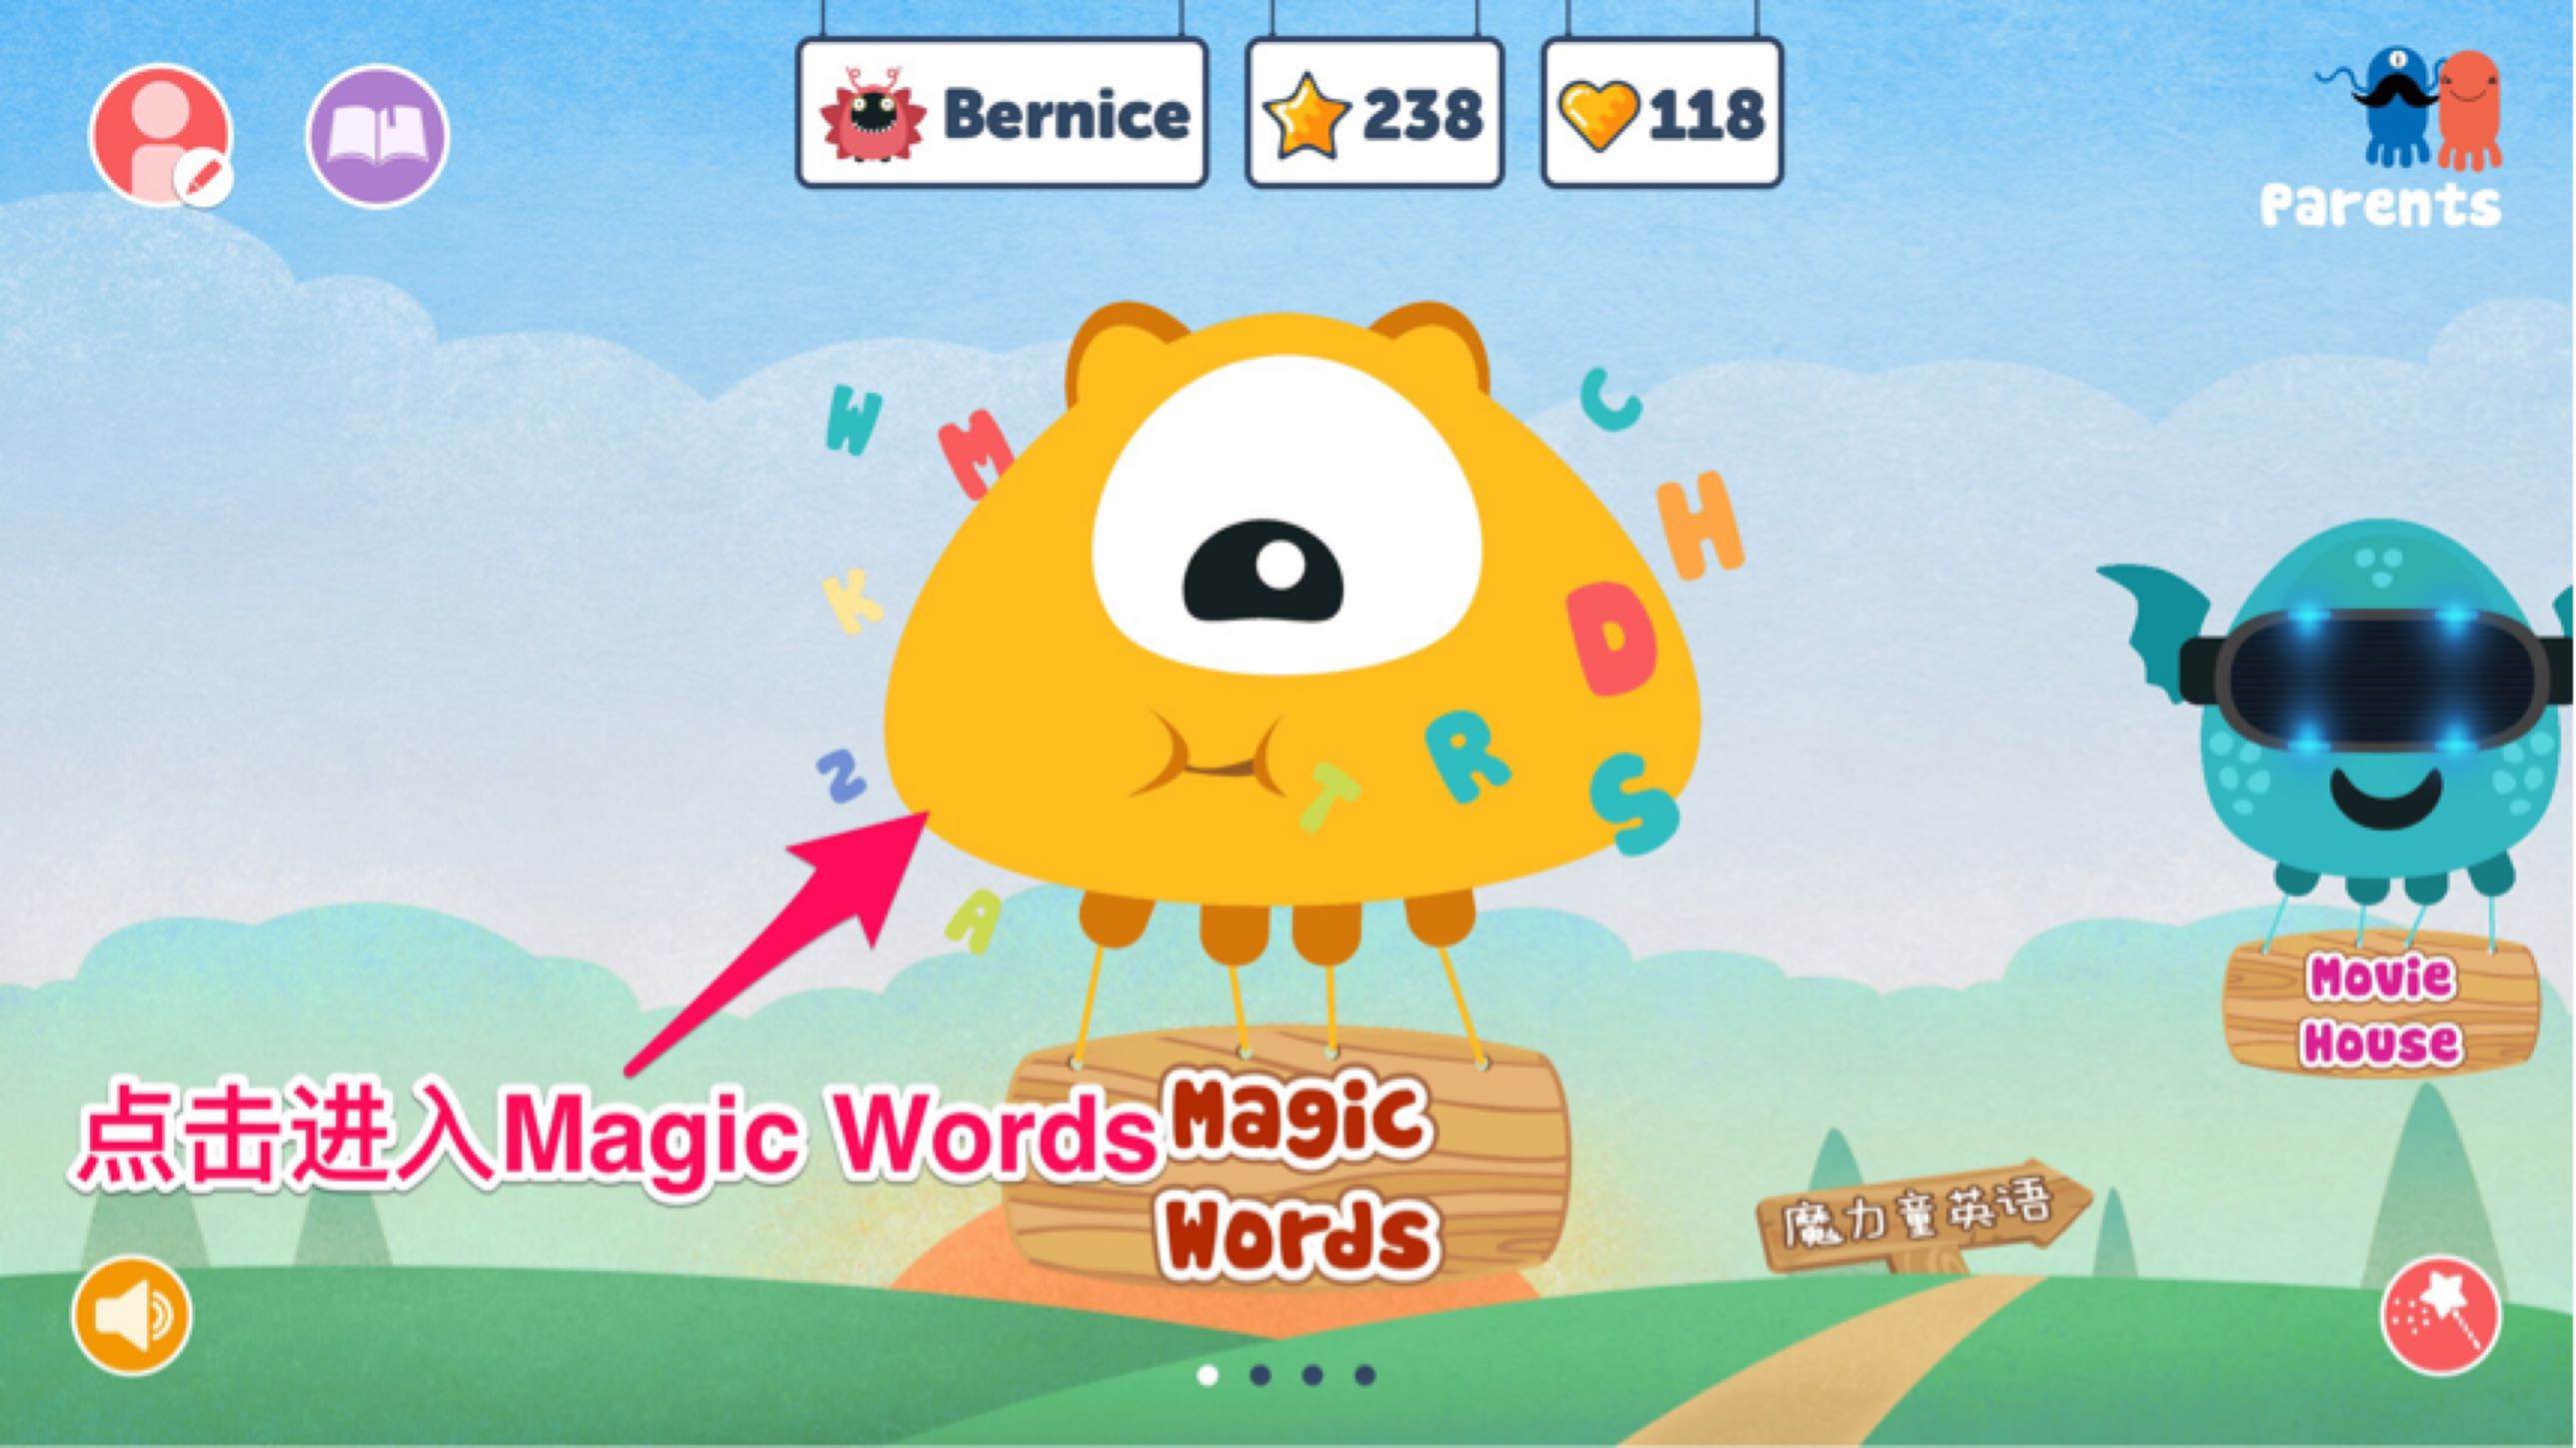 Bernice
238
118
Parents
W
M
C
H
K
D
Z
R
T
S
A
Movie
House
点击进入Magic Words
Magic
Words
魔力童英语